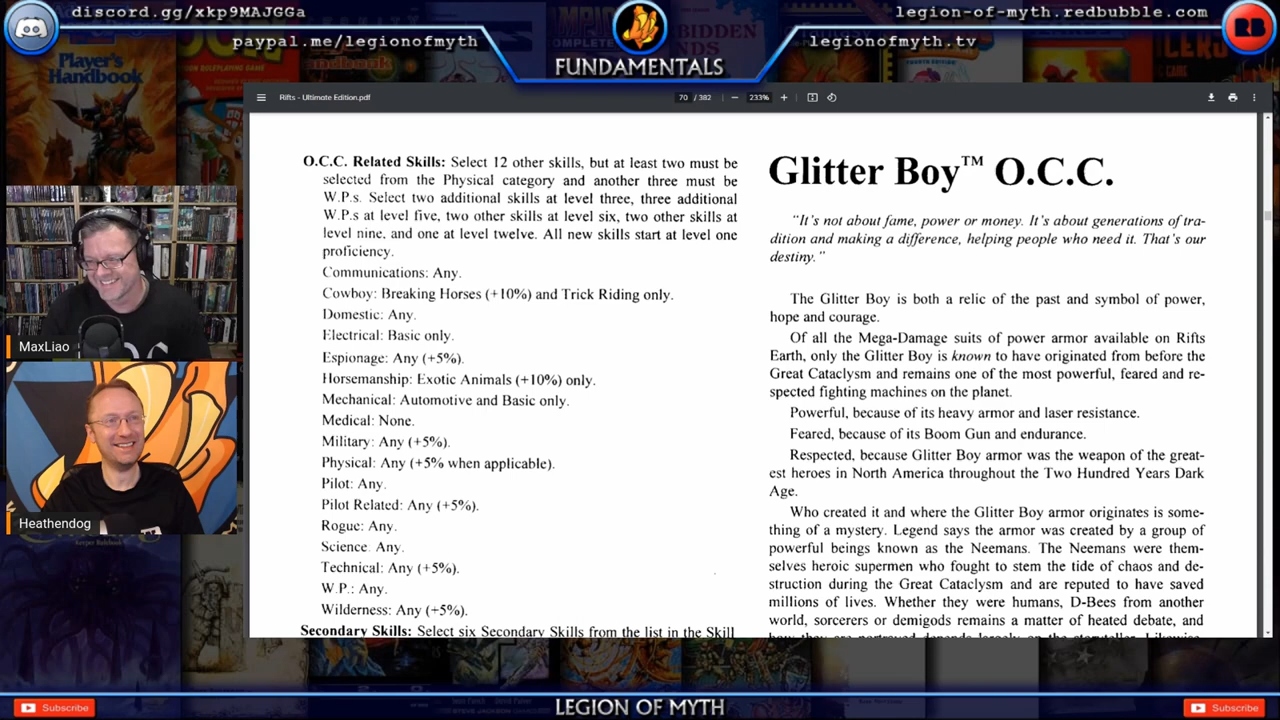 discord.gg/xkp9MAJGGa
paypal.me/legionofmyth
FUNDAMENTALS
legion-of-myth.redbubble.com
legionofmyth.tv
RB
Player's
Handbook
Rifts - Ultimate Edition.pdf
70 / 382
233%
O.C.C. Related Skills: Select 12 other skills, but at least two must be
selected from the Physical category and another three must be
W.P.s. Select two additional skills at level three, three additional
W.P.s at level five, two other skills at level six, two other skills at
level nine, and one at level twelve. All new skills start at level one
proficiency.
Communications: Any.
Cowboy: Breaking Horses (+10%) and Trick Riding only.
Domestic: Any.
Electrical: Basic only.
Espionage: Any (+5%).
Horsemanship: Exotic Animals (+10%) only.
Mechanical: Automotive and Basic only.
Medical: None.
Military: Any (+5%).
Physical: Any (+5% when applicable).
Pilot: Any.
Pilot Related: Any (+5%).
Rogue: Any.
Science: Any.
Technical: Any (+5%).
W.P.: Any.
Wilderness: Any (+5%).
Secondary Skills: Select six Secondary Skills from the list in the Skill
Glitter Boy™ O.C.C.
"It's not about fame, power or money. It's about generations of tra-
dition and making a difference, helping people who need it. That's our
destiny."
The Glitter Boy is both a relic of the past and symbol of power,
hope and courage.
Of all the Mega-Damage suits of power armor available on Rifts
Earth, only the Glitter Boy is known to have originated from before the
Great Cataclysm and remains one of the most powerful, feared and re-
spected fighting machines on the planet.
Powerful, because of its heavy armor and laser resistance.
Feared, because of its Boom Gun and endurance.
Respected, because Glitter Boy armor was the weapon of the great-
est heroes in North America throughout the Two Hundred Years Dark
Age.
Who created it and where the Glitter Boy armor originates is some-
thing of a mystery. Legend says the armor was created by a group of
powerful beings known as the Neemans. The Neemans were them-
selves heroic supermen who fought to stem the tide of chaos and de-
struction during the Great Cataclysm and are reputed to have saved
millions of lives. Whether they were humans, D-Bees from another
world, sorcerers or demigods remains a matter of heated debate, and
how they are portrayed depends largely on the storyteller. Likewise,
MaxLiao
Heathendog
Subscribe
LEGION OF MYTH
Subscribe